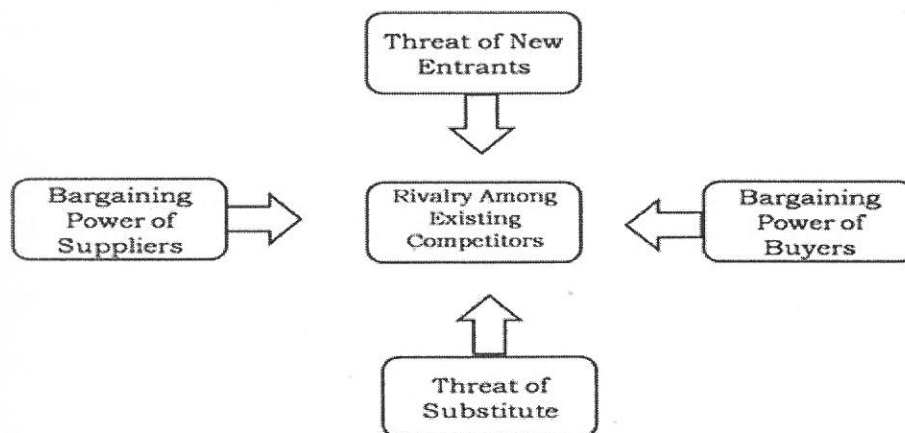 Threat of New
Entrants
Bargaining
Power of
Suppliers
Rivalry Among
Existing
Competitors
Bargaining
Power of
Buyers
Threat of
Substitute